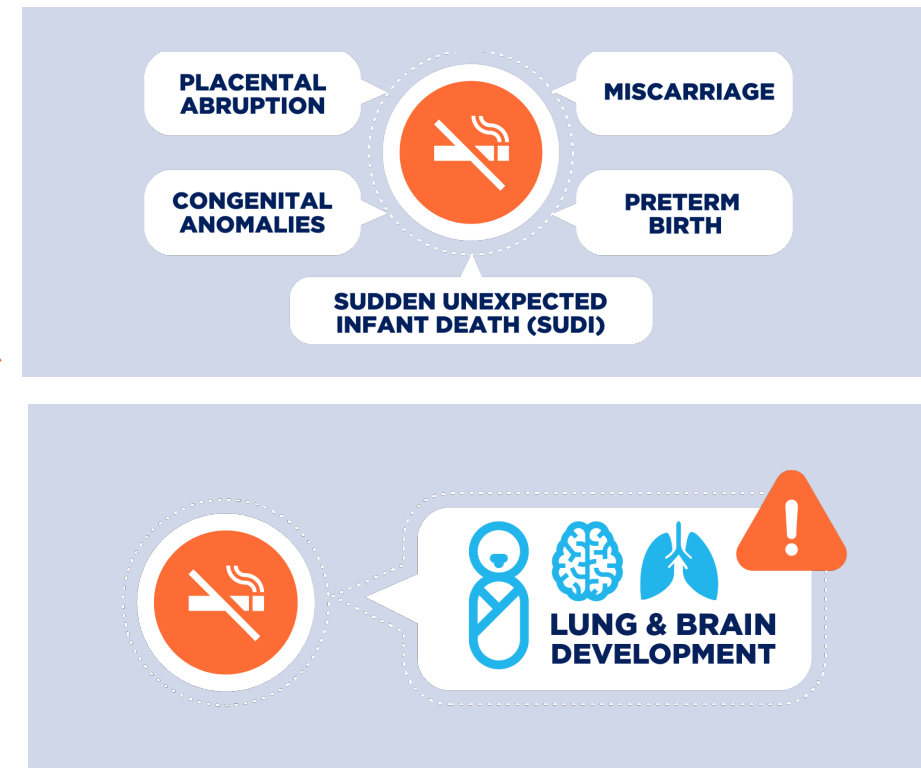 PLACENTAL
ABRUPTION
MISCARRIAGE
CONGENITAL
ANOMALIES
PRETERM
BIRTH
SUDDEN UNEXPECTED
INFANT DEATH (SUDI)
LUNG & BRAIN
DEVELOPMENT